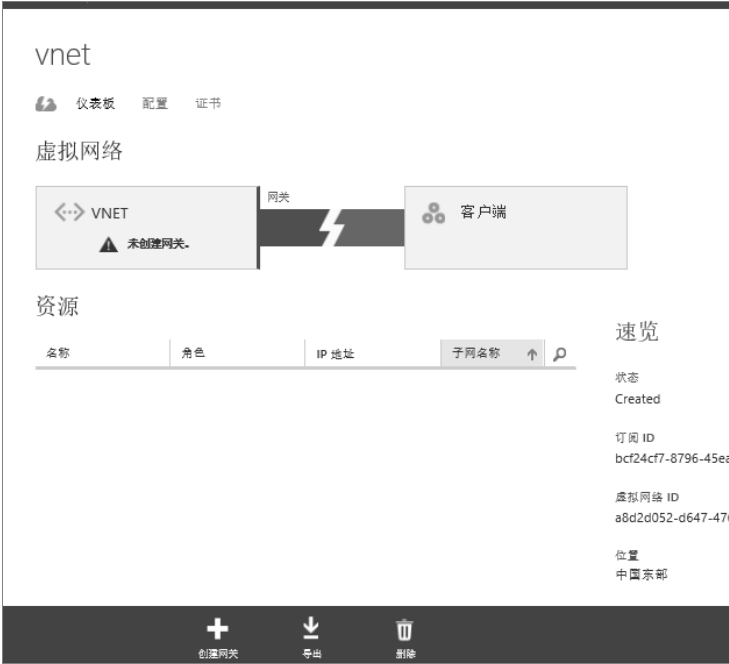 vnet
仪表板 配置 证书
虚拟网络
网关
VNET
客户端
未创建网关。
资源
速览
名称 角色 IP 地址 子网名称
状态
Created
订阅 ID
bcf24cf7-8796-45ea
虚拟网络 ID
a8d2d052-d647-47
位置
中国东部
创建网关 导出 删除